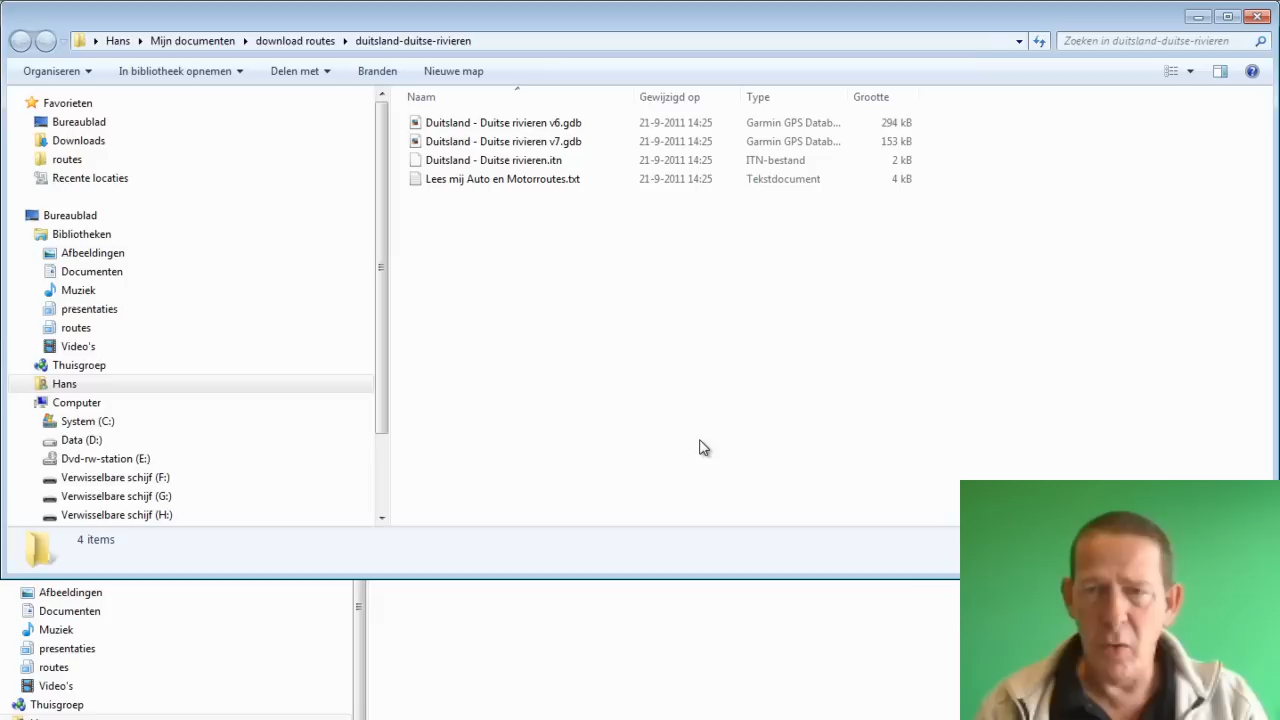 Hans
Mijn documenten
download routes
duitsland-duitse-rivieren
Zoeken in duitsland-duitse-rivieren
Organiseren
In bibliotheek opnemen
Delen met
Branden
Nieuwe map
Favorieten
Bureaublad
Downloads
routes
Recente locaties
Bureaublad
Bibliotheken
Afbeeldingen
Documenten
Muziek
presentaties
routes
Video's
Thuisgroep
Hans
Computer
System (C:)
Data (D:)
Dvd-rw-station (E:)
Verwisselbare schijf (F:)
Verwisselbare schijf (G:)
Verwisselbare schijf (H:)
Naam Gewijzigd op Type Grootte
Duitsland - Duitse rivieren v6.gdb 21-9-2011 14:25 Garmin GPS Datab... 294 kB
Duitsland - Duitse rivieren v7.gdb 21-9-2011 14:25 Garmin GPS Datab... 153 kB
Duitsland - Duitse rivieren.itn 21-9-2011 14:25 ITN-bestand 2 kB
Lees mij Auto en Motorroutes.txt 21-9-2011 14:25 Tekstdocument 4 kB
4 items
Afbeeldingen
Documenten
Muziek
presentaties
routes
Video's
Thuisgroep